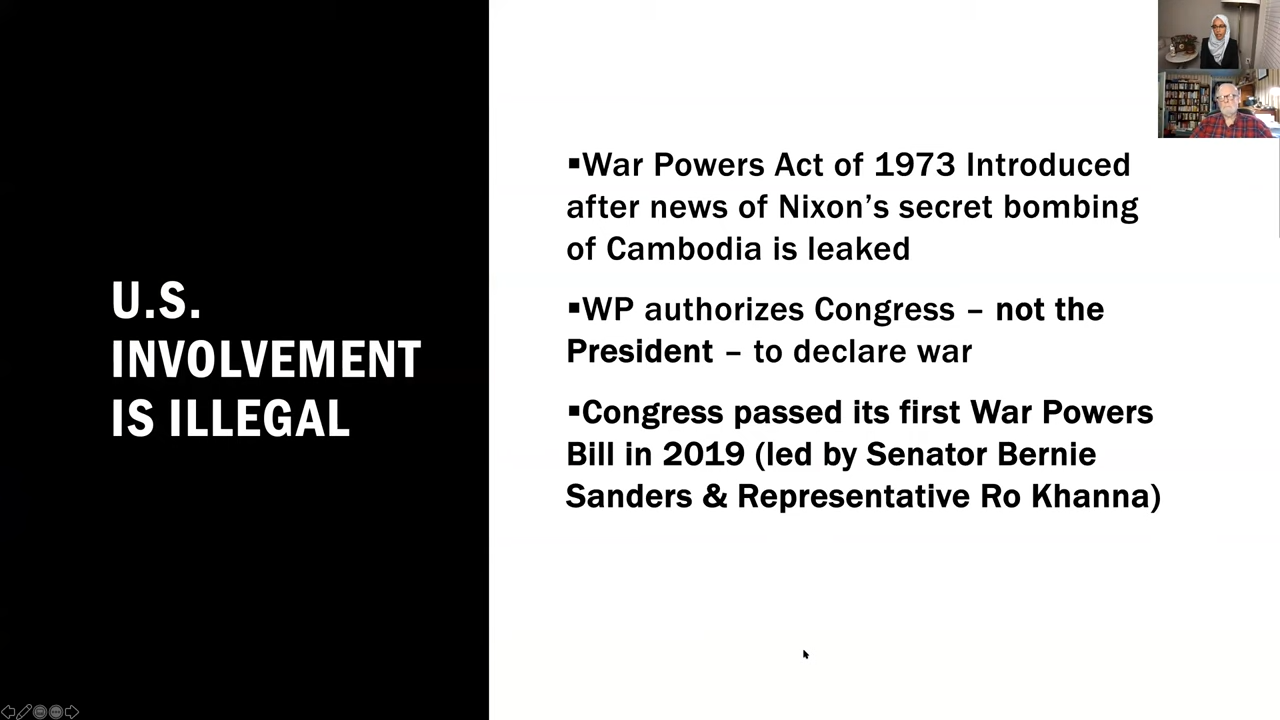 U.S.
INVOLVEMENT
IS ILLEGAL
▪War Powers Act of 1973 Introduced
after news of Nixon’s secret bombing
of Cambodia is leaked
▪WP authorizes Congress – not the
President – to declare war
▪Congress passed its first War Powers
Bill in 2019 (led by Senator Bernie
Sanders & Representative Ro Khanna)